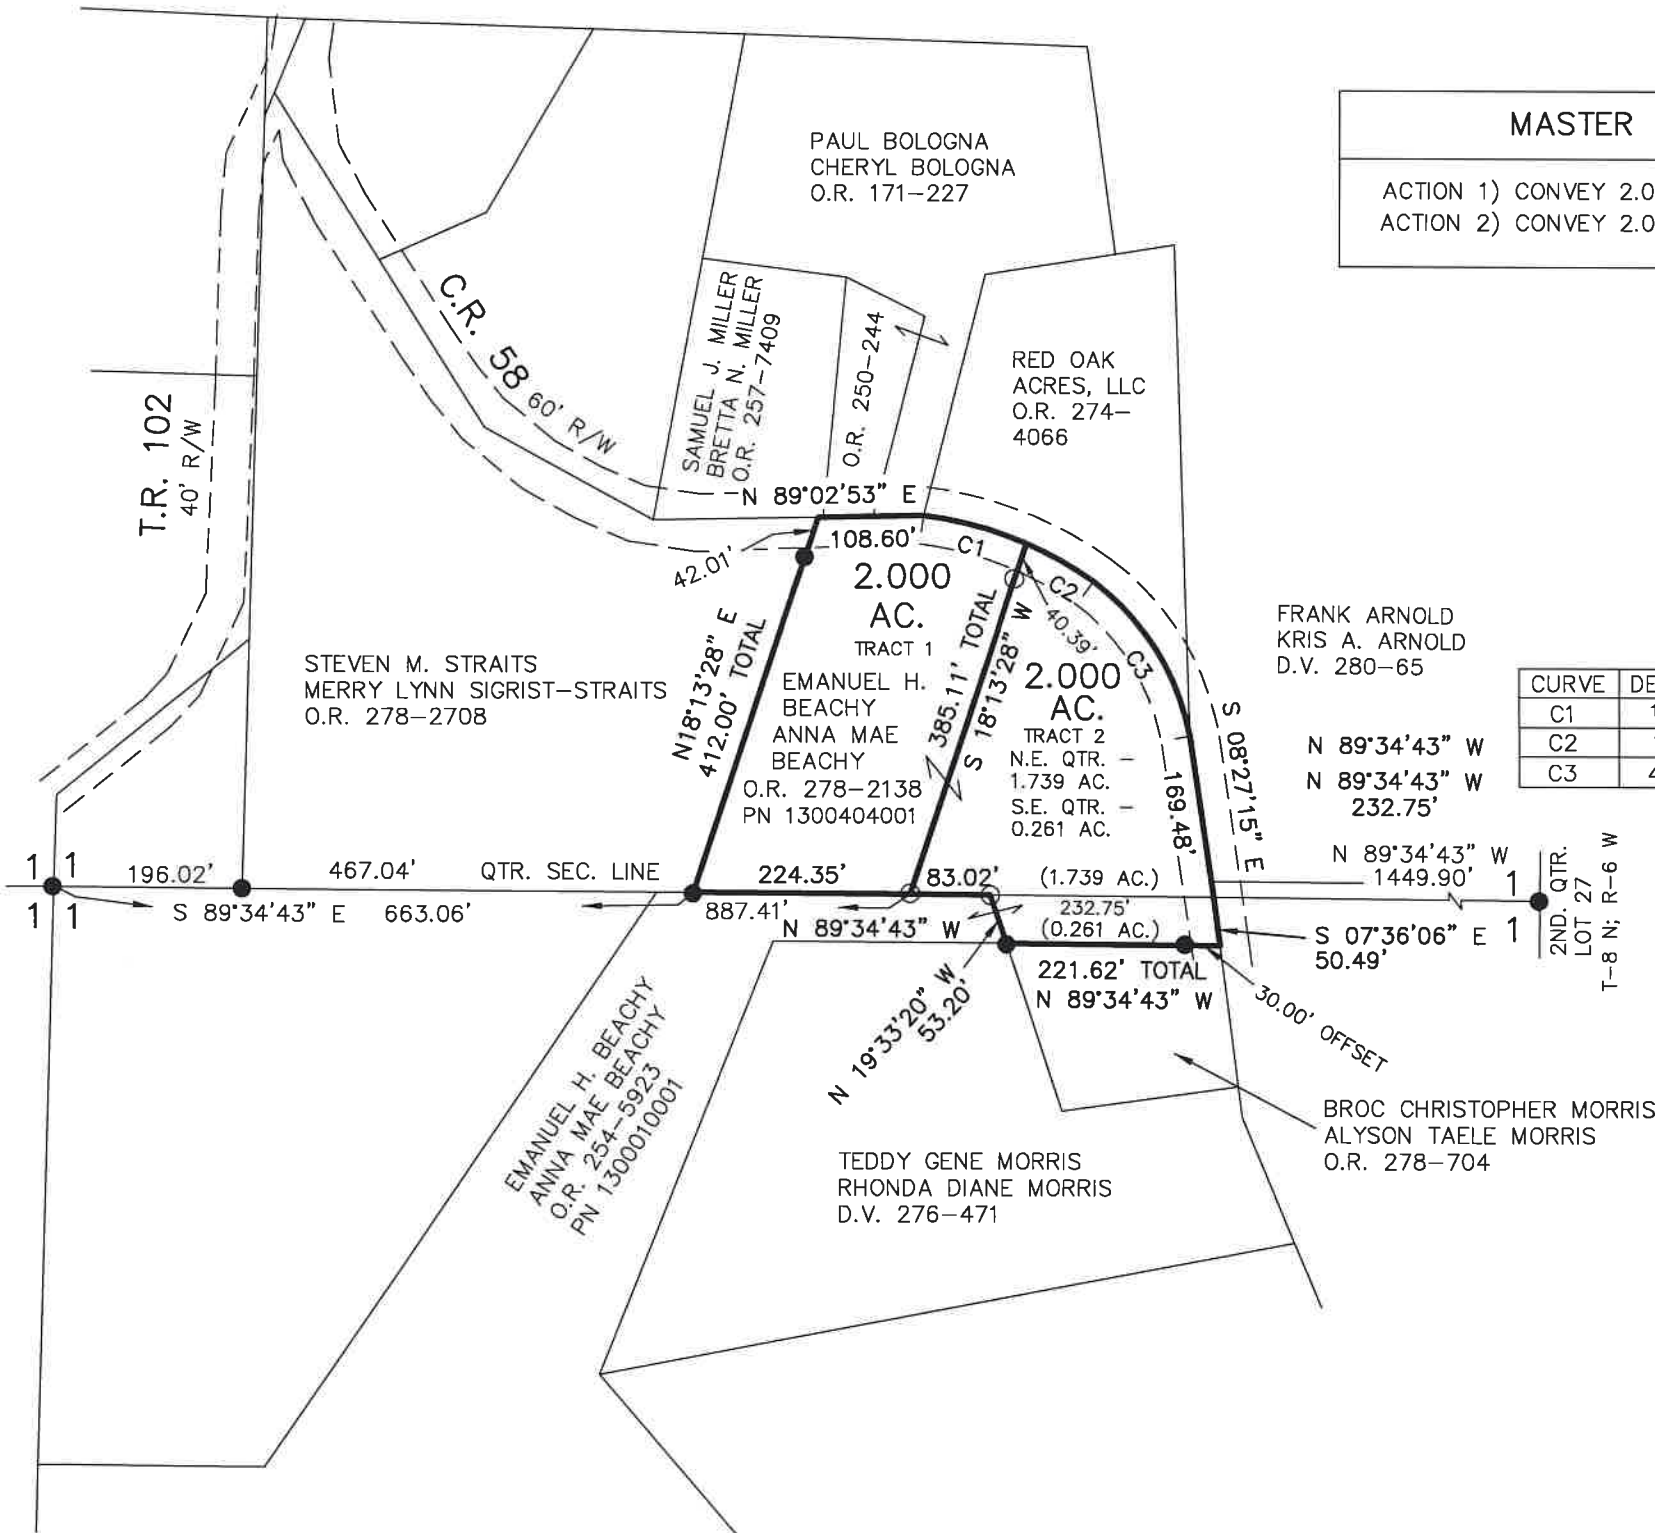 PAUL BOLOGNA
CHERYL BOLOGNA
O.R. 171-227
MASTER
ACTION 1) CONVEY 2.0
ACTION 2) CONVEY 2.0
C.R. 58 60' R/W
T.R. 102
40' R/W
SAMUEL J. MILLER
BRETTA N. MILLER
O.R. 257-7409
O.R. 250-244
RED OAK
ACRES, LLC
O.R. 274-
4066
N 89°02'53" E
108.60'
42.01'
C1
C2
C3
40.39'
2.000
AC.
TRACT 1
EMANUEL H.
BEACHY
ANNA MAE
BEACHY
O.R. 278-2138
PN 1300404001
N18°13'28" E
412.00' TOTAL
385.11' TOTAL
S 18°13'28" W
2.000
AC.
TRACT 2
N.E. QTR. -
1.739 AC.
S.E. QTR. -
0.261 AC.
169.48'
S 08°27'15" E
STEVEN M. STRAITS
MERRY LYNN SIGRIST-STRAITS
O.R. 278-2708
FRANK ARNOLD
KRIS A. ARNOLD
D.V. 280-65
CURVE DE
C1 1
C2
C3 4
N 89°34'43" W
N 89°34'43" W
232.75'
N 89°34'43" W
1449.90'
1 1
1 1
196.02'
467.04'
QTR. SEC. LINE
224.35'
83.02'
(1.739 AC.)
S 89°34'43" E 663.06'
887.41'
N 89°34'43" W
232.75'
(0.261 AC.)
1
1
2ND. QTR.
LOT 27
T-8 N; R-6 W
S 07°36'06" E
50.49'
221.62' TOTAL
N 89°34'43" W
30.00' OFFSET
N 19°33'20" W
53.20'
EMANUEL H. BEACHY
ANNA MAE BEACHY
O.R. 254-5923
PN 1300010001
TEDDY GENE MORRIS
RHONDA DIANE MORRIS
D.V. 276-471
BROC CHRISTOPHER MORRIS
ALYSON TAELE MORRIS
O.R. 278-704